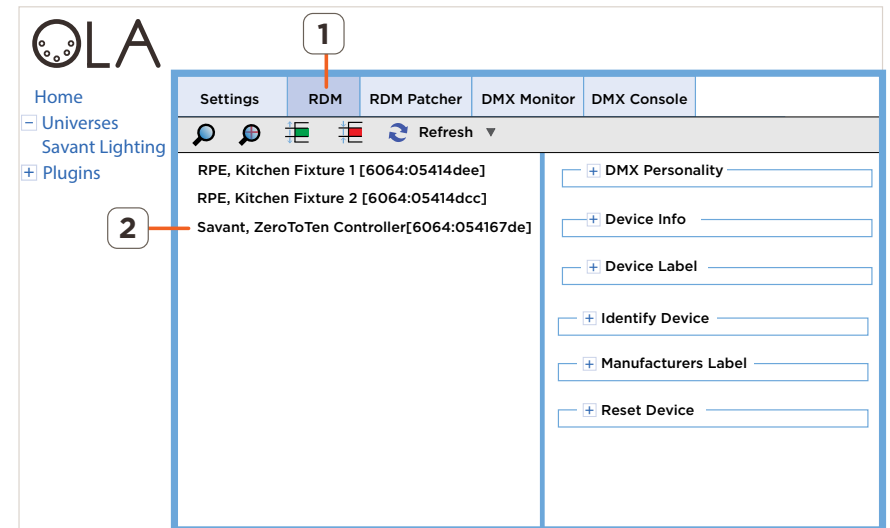 OLA
1
Home
Universes
Savant Lighting
Plugins
Settings RDM RDM Patcher DMX Monitor DMX Console
Refresh
RPE, Kitchen Fixture 1 [6064:05414dee]
RPE, Kitchen Fixture 2 [6064:05414dcc]
2
Savant, ZeroToTen Controller[6064:054167de]
DMX Personality
Device Info
Device Label
Identify Device
Manufacturers Label
Reset Device